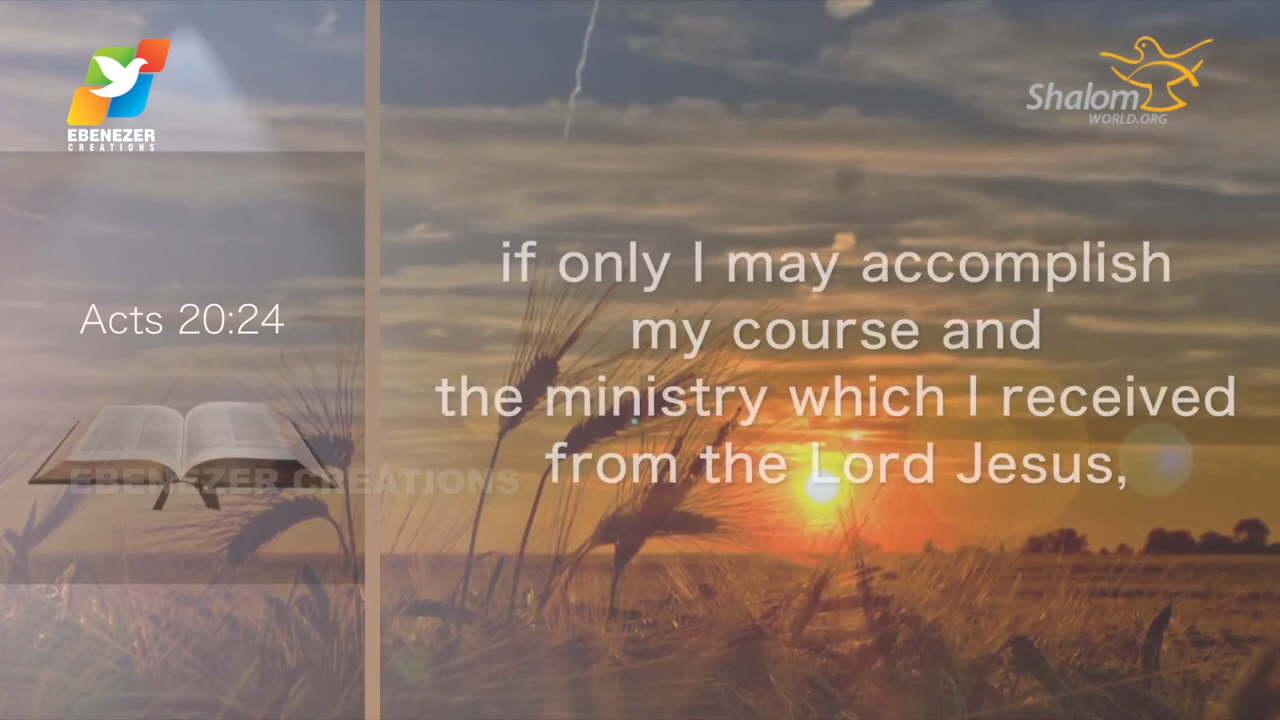 EBENEZER
CREATIONS
Shalom
WORLD.ORG
Acts 20:24
EBENEZER CREATIONS
if only I may accomplish
my course and
the ministry which I received
from the Lord Jesus,